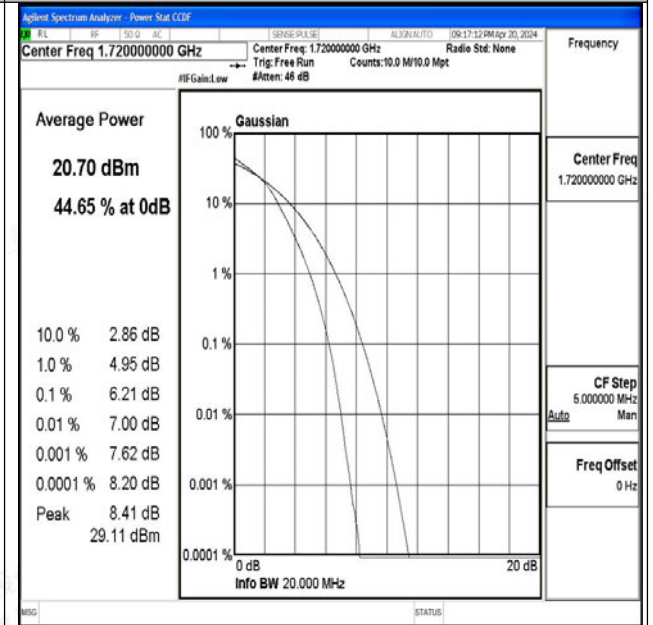 Agilent Spectrum Analyzer - Power Stat CCDF
RL RF 50 Ω AC SENSE:PULSE ALIGN AUTO 09:17:12 PM Apr 20, 2024
Center Freq 1.720000000 GHz
Center Freq: 1.720000000 GHz Radio Std: None
Trig: Free Run Counts:10.0 M/10.0 Mpt
#IFGain:Low #Atten: 46 dB
Frequency
Average Power
20.70 dBm
44.65 % at 0dB
10.0 % 2.86 dB
1.0 % 4.95 dB
0.1 % 6.21 dB
0.01 % 7.00 dB
0.001 % 7.62 dB
0.0001 % 8.20 dB
Peak 8.41 dB
29.11 dBm
Gaussian
100 %
10 %
1 %
0.1 %
0.01 %
0.001 %
0.0001 %
0 dB 20 dB
Info BW 20.000 MHz
Center Freq
1.720000000 GHz
CF Step
5.000000 MHz
Auto Man
Freq Offset
0 Hz
MSG STATUS